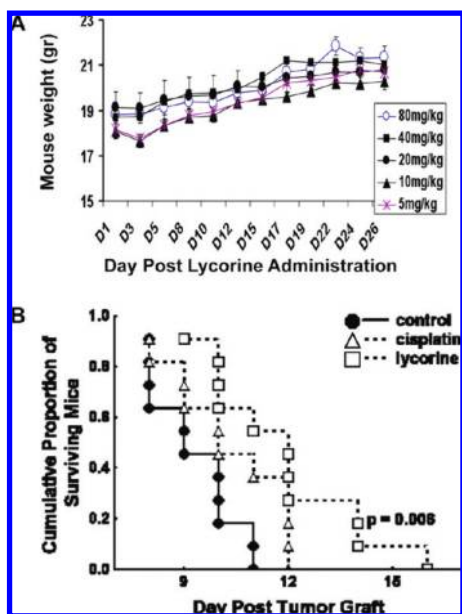 A
Mouse weight (gr)
23
21
19
17
15
80mg/kg
40mg/kg
20mg/kg
10mg/kg
5mg/kg
D1 D3 D5 D8 D10 D12 D15 D17 D19 D22 D24 D26
Day Post Lycorine Administration
B
Cumulative Proportion of
Surviving Mice
1.0
0.8
0.6
0.4
0.2
0.0
control
cisplatin
lycorine
p = 0.006
9 12 15
Day Post Tumor Graft